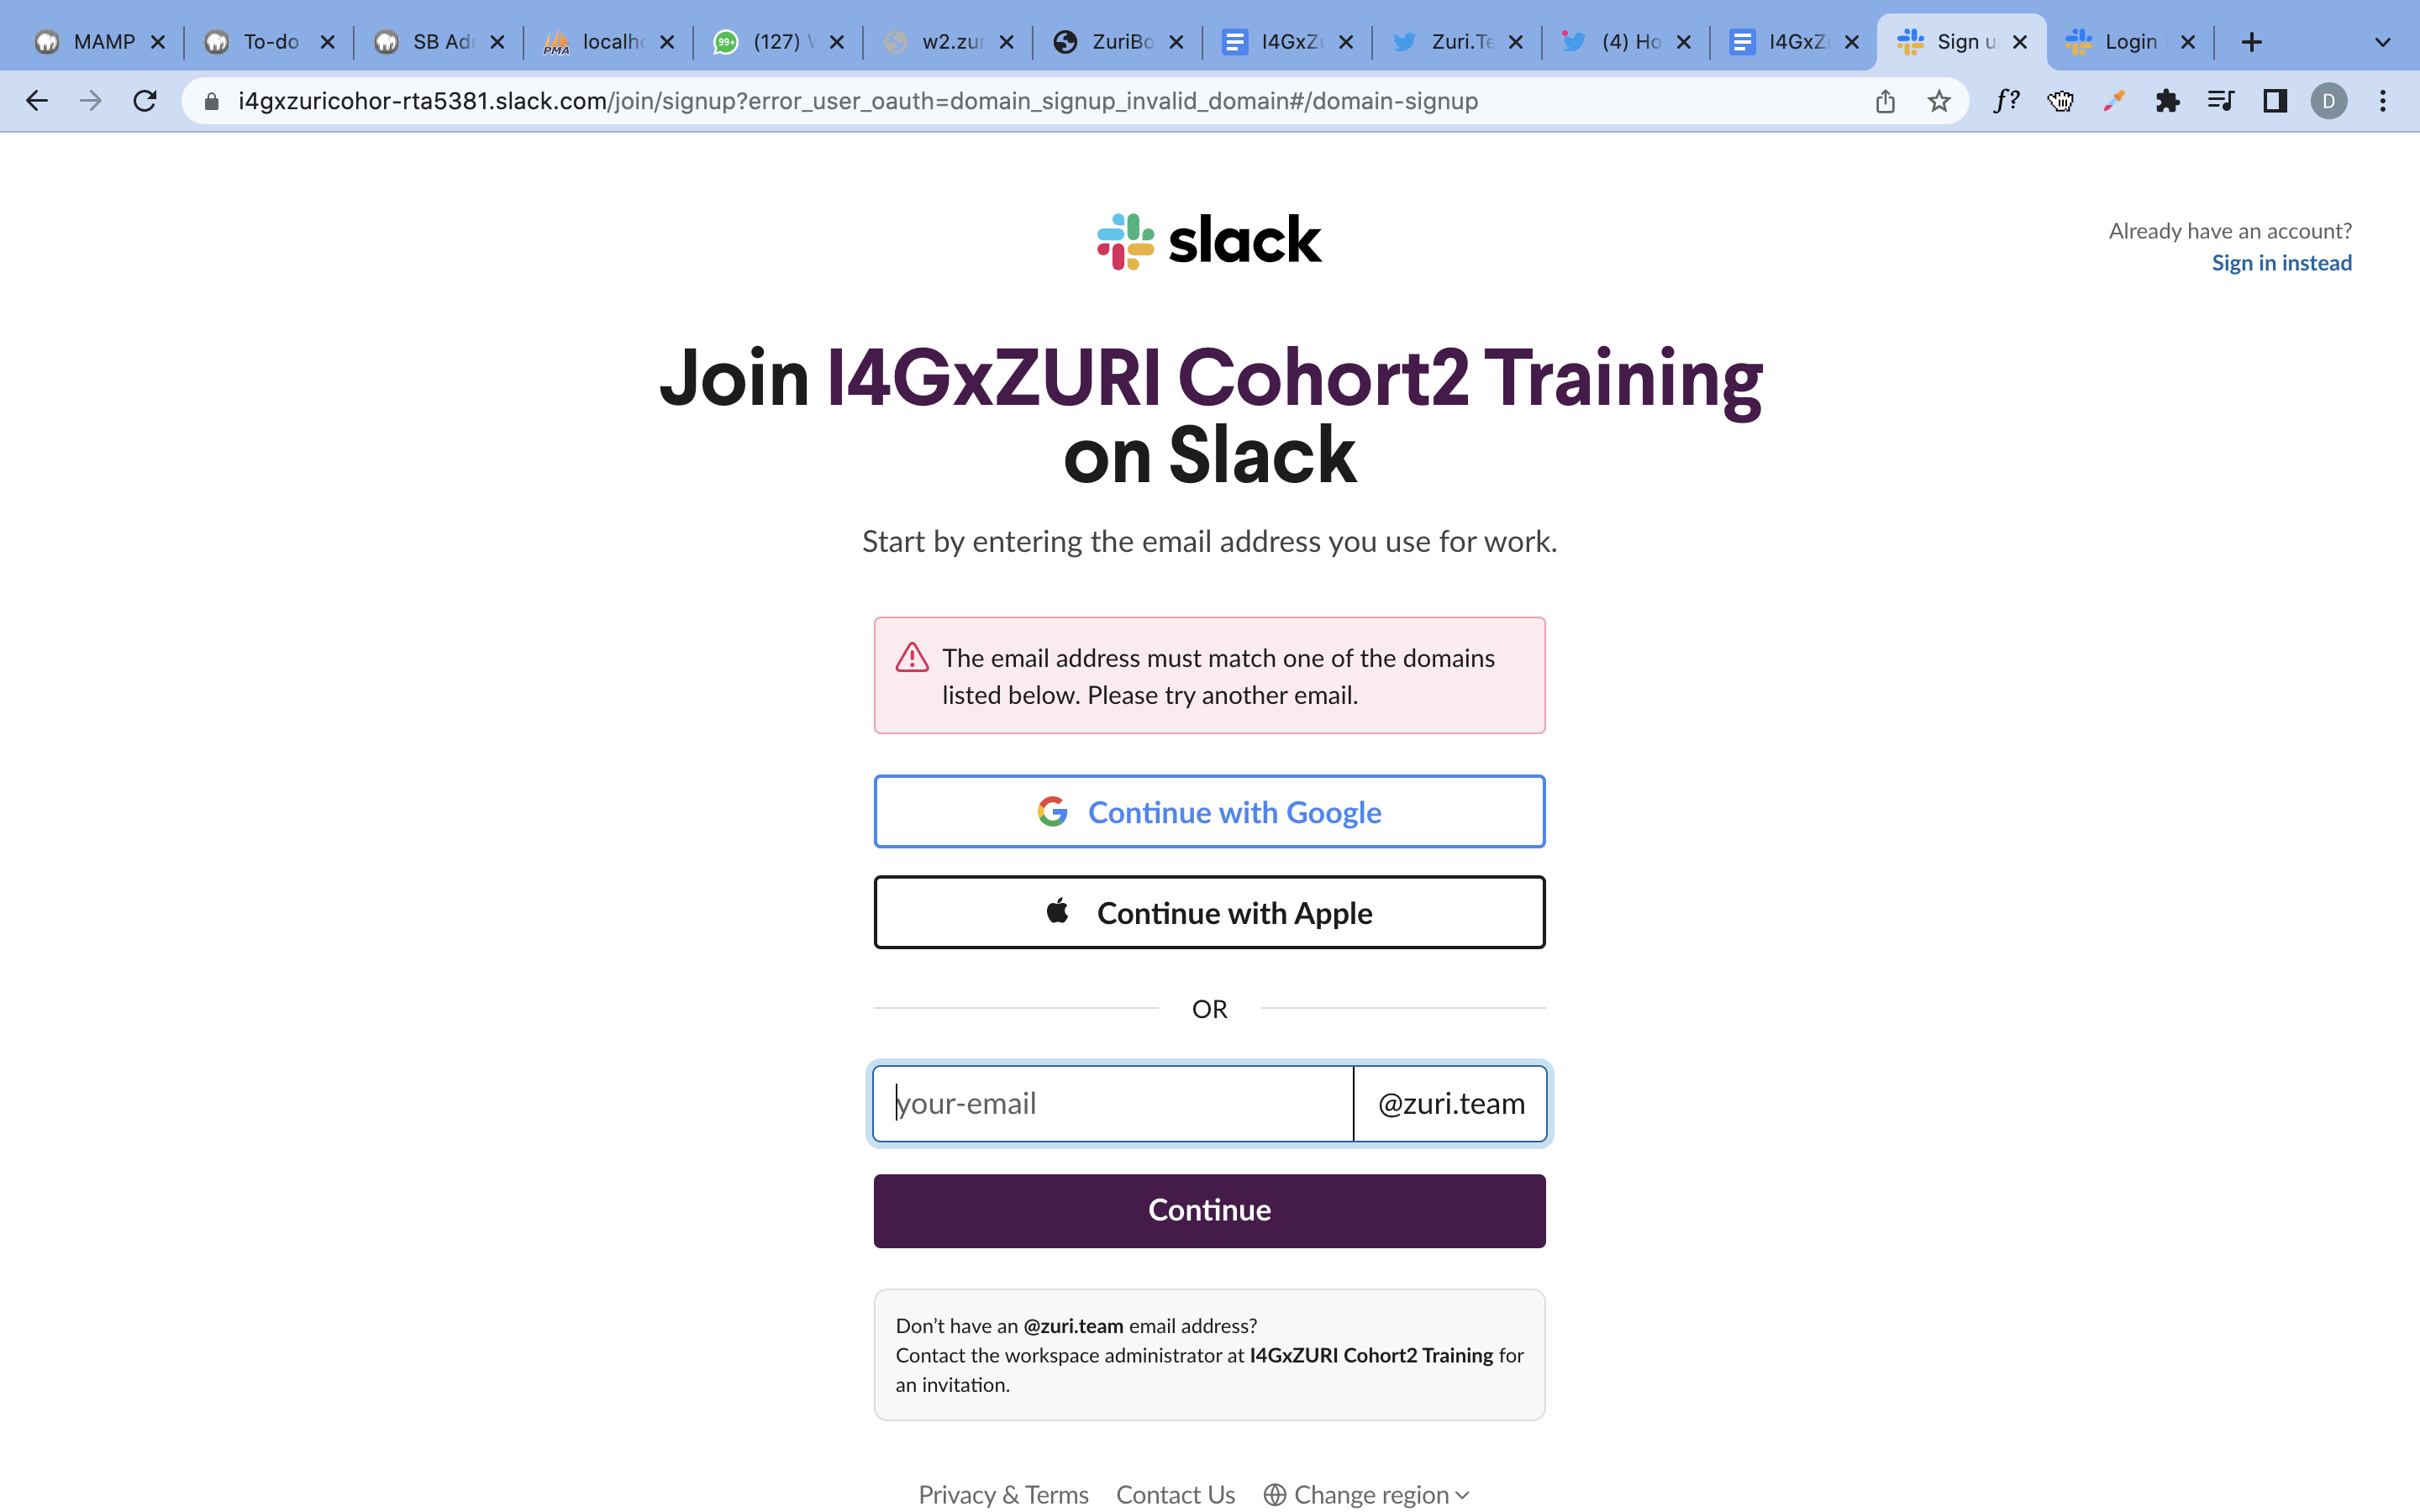 MAMP
To-do
SB Ad
localh
(127)
w2.zur
ZuriBo
I4GxZ
Zuri.Te
(4) Ho
I4GxZ
Sign u
Login
i4gxzuricohor-rta5381.slack.com/join/signup?error_user_oauth=domain_signup_invalid_domain#/domain-signup
f?
D
slack
Already have an account?
Sign in instead
Join I4GxZURI Cohort2 Training
on Slack
Start by entering the email address you use for work.
The email address must match one of the domains
listed below. Please try another email.
Continue with Google
Continue with Apple
OR
your-email
@zuri.team
Continue
Don’t have an @zuri.team email address?
Contact the workspace administrator at I4GxZURI Cohort2 Training for
an invitation.
Privacy & Terms Contact Us Change region